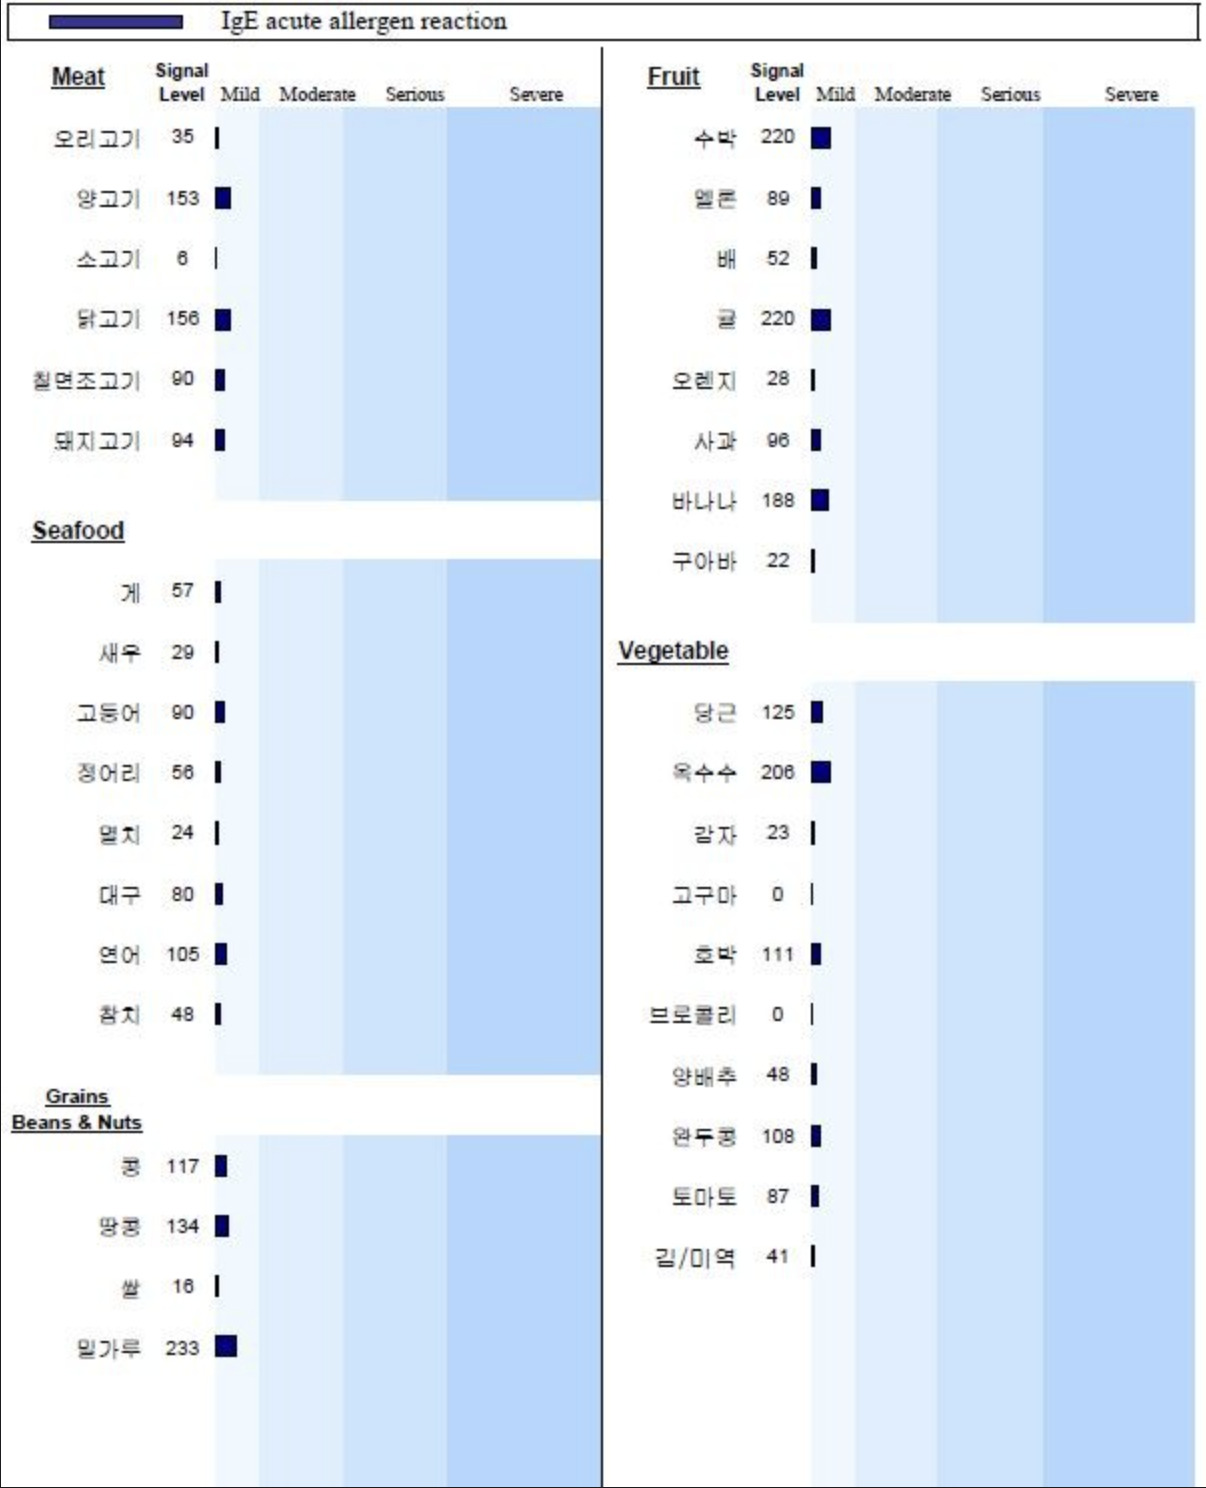 IgE acute allergen reaction
Meat Signal Level Mild Moderate Serious Severe
오리고기 35
양고기 153
소고기 6
닭고기 156
칠면조고기 90
돼지고기 94
Seafood
게 57
새우 29
고등어 90
정어리 56
멸치 24
대구 80
연어 105
참치 48
Grains
Beans & Nuts
콩 117
땅콩 134
쌀 16
밀가루 233
Fruit Signal Level Mild Moderate Serious Severe
수박 220
멜론 89
배 52
귤 220
오렌지 28
사과 96
바나나 188
구아바 22
Vegetable
당근 125
옥수수 206
감자 23
고구마 0
호박 111
브로콜리 0
양배추 48
완두콩 108
토마토 87
김/미역 41